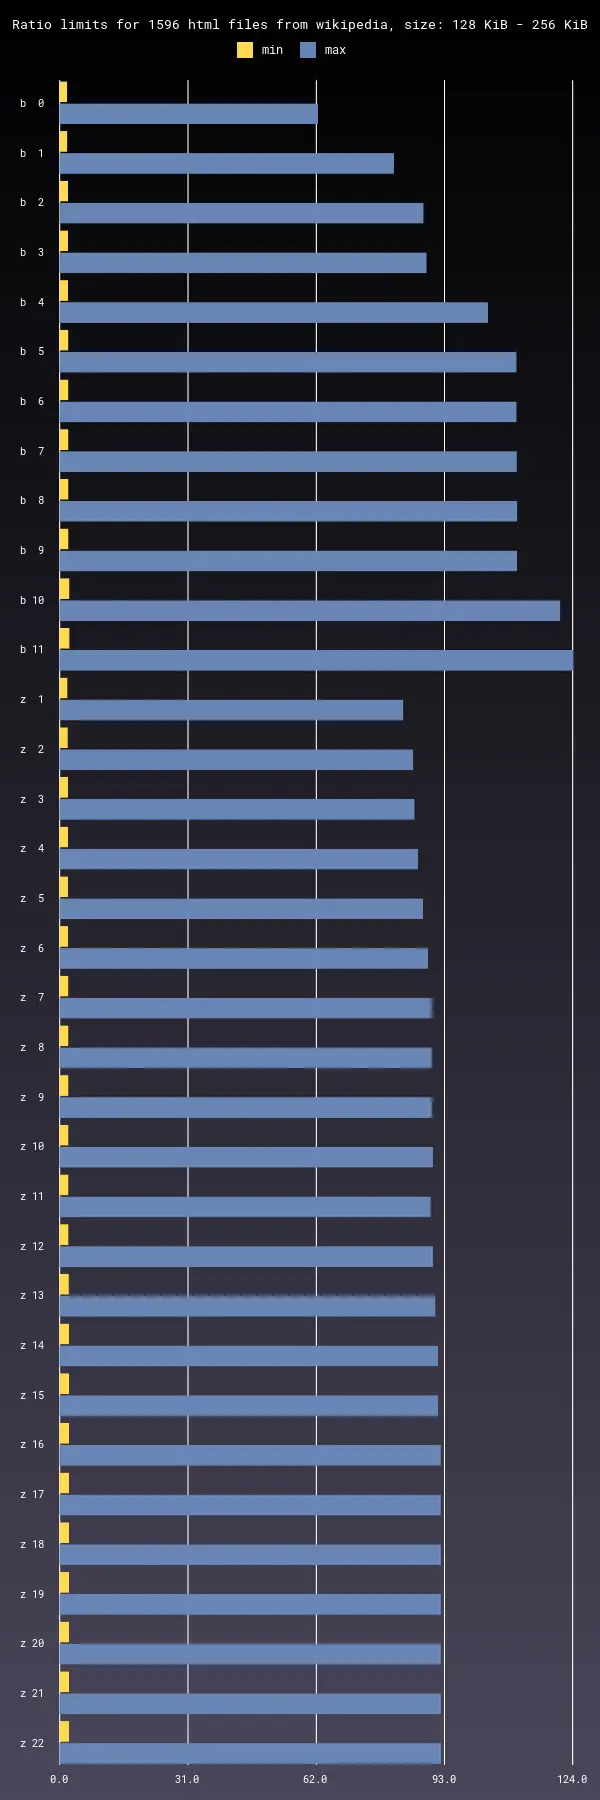 Ratio limits for 1596 html files from wikipedia, size: 128 KiB - 256 KiB
min max
b 0
b 1
b 2
b 3
b 4
b 5
b 6
b 7
b 8
b 9
b 10
b 11
z 1
z 2
z 3
z 4
z 5
z 6
z 7
z 8
z 9
z 10
z 11
z 12
z 13
z 14
z 15
z 16
z 17
z 18
z 19
z 20
z 21
z 22
0.0 31.0 62.0 93.0 124.0